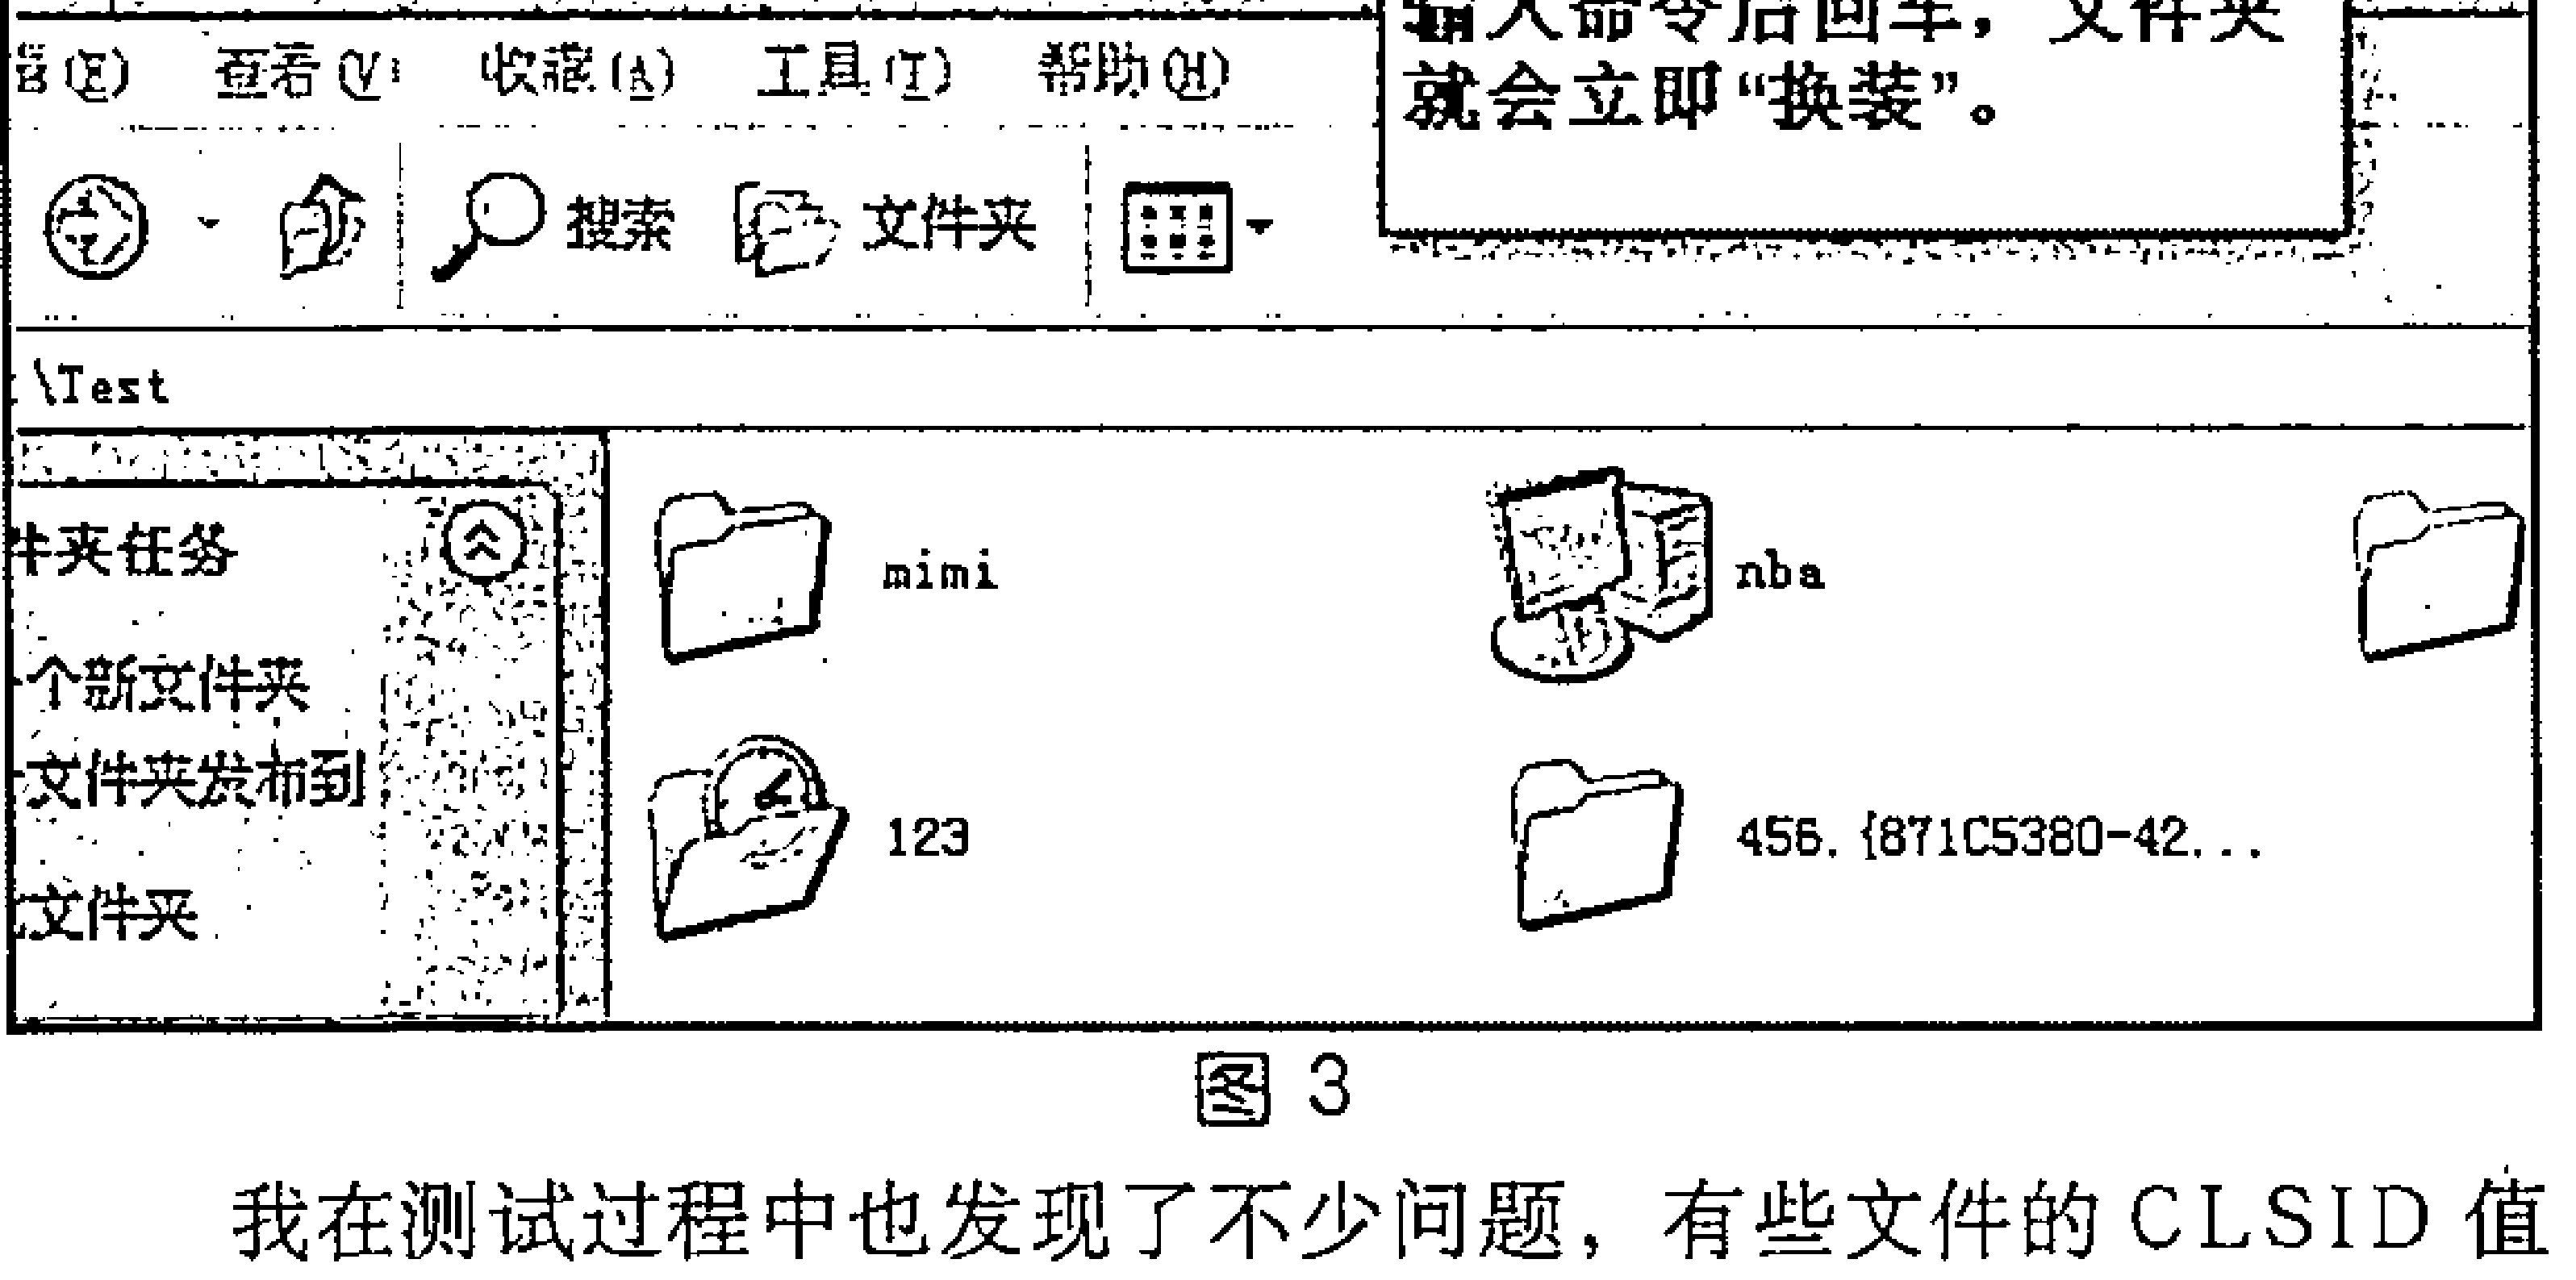 输入命令后回车，文件夹
就会立即“换装”。
(E) 查看(V) 收藏(A) 工具(T) 帮助(H)
搜索 文件夹
:\Test
件夹任务
个新文件夹
文件夹发布到
文件夹
mimi nba
123 456.{871C5380-42...
图 3
我在测试过程中也发现了不少问题，有些文件的 CLSID 值